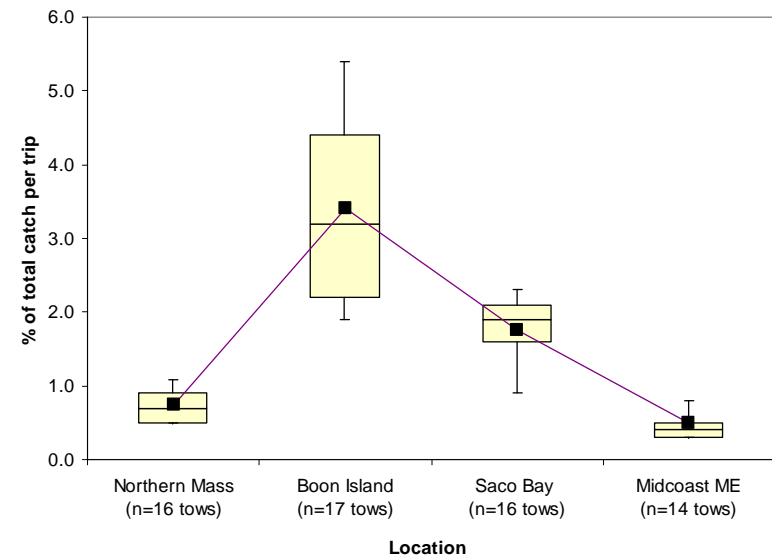 6.0
5.0
4.0
3.0
2.0
1.0
0.0
% of total catch per trip
Northern Mass Boon Island Saco Bay Midcoast ME
(n=16 tows) (n=17 tows) (n=16 tows) (n=14 tows)
Location